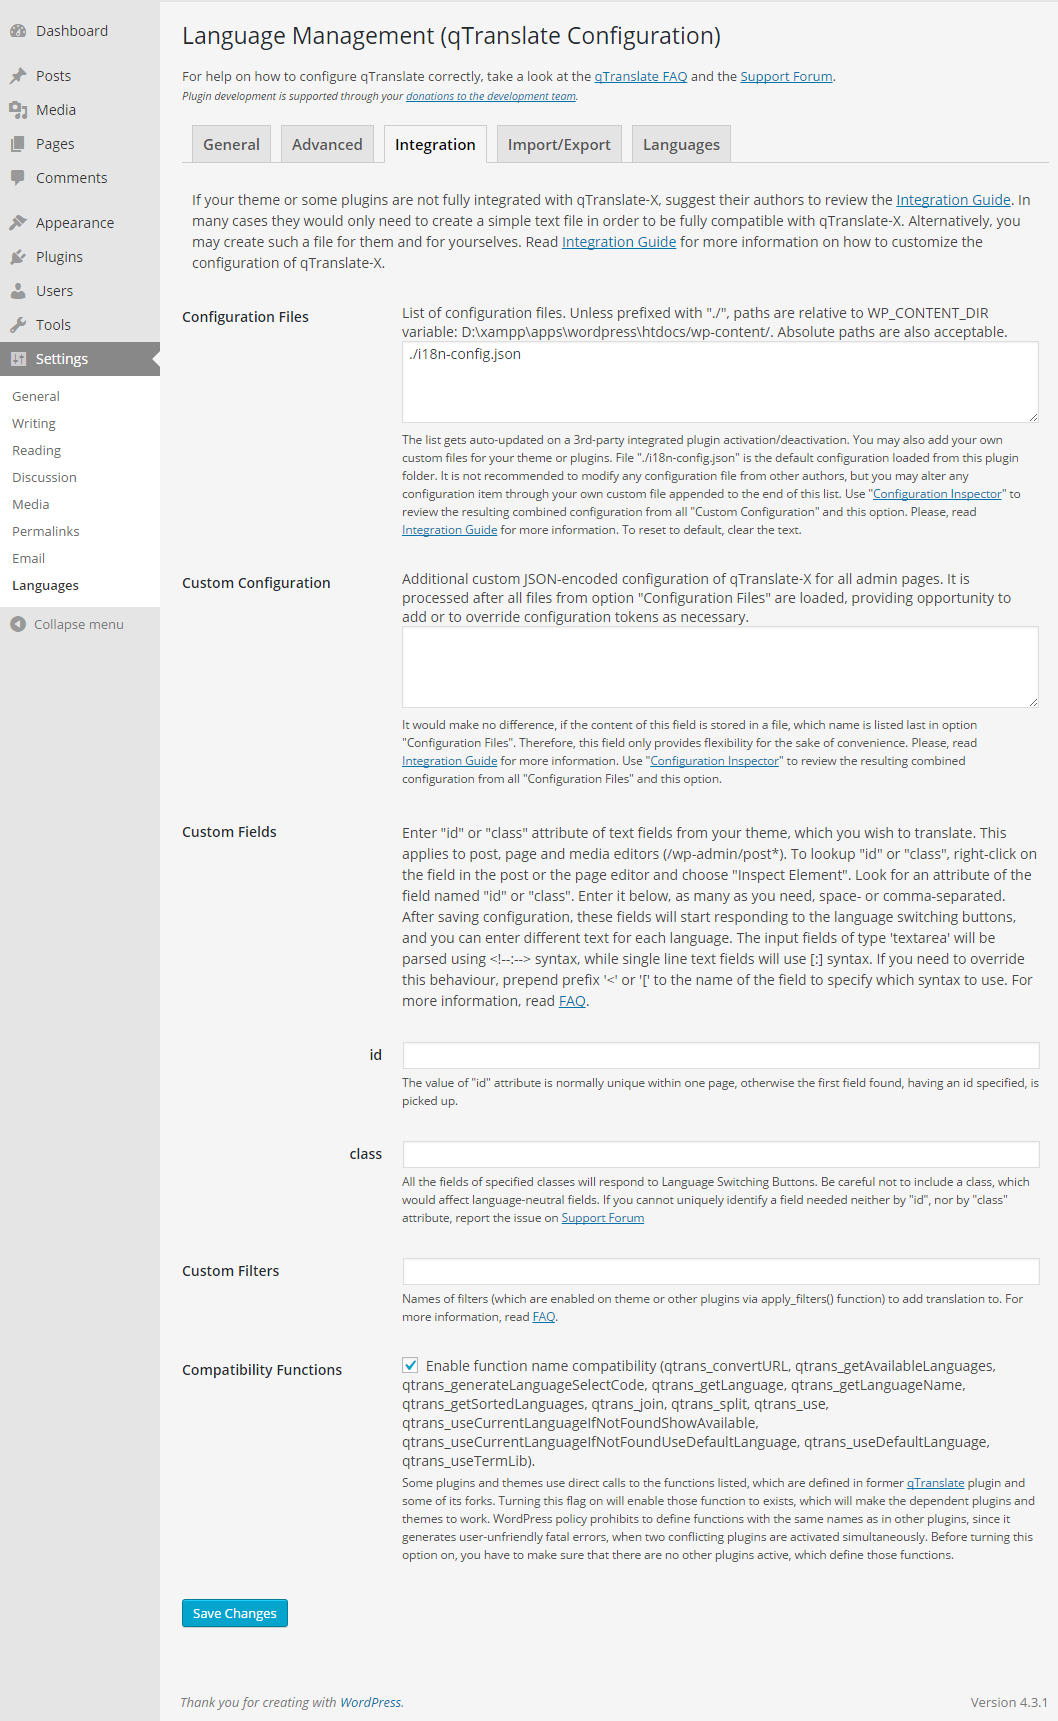 Dashboard
Posts
Media
Pages
Comments
Appearance
Plugins
Users
Tools
Settings
General
Writing
Reading
Discussion
Media
Permalinks
Email
Languages
Collapse menu
Language Management (qTranslate Configuration)
For help on how to configure qTranslate correctly, take a look at the qTranslate FAQ and the Support Forum.
Plugin development is supported through your donations to the development team.
General Advanced Integration Import/Export Languages
If your theme or some plugins are not fully integrated with qTranslate-X, suggest their authors to review the Integration Guide. In
many cases they would only need to create a simple text file in order to be fully compatible with qTranslate-X. Alternatively, you
may create such a file for them and for yourselves. Read Integration Guide for more information on how to customize the
configuration of qTranslate-X.
Configuration Files
List of configuration files. Unless prefixed with "./", paths are relative to WP_CONTENT_DIR
variable: D:\xampp\apps\wordpress\htdocs/wp-content/. Absolute paths are also acceptable.
./i18n-config.json
The list gets auto-updated on a 3rd-party integrated plugin activation/deactivation. You may also add your own
custom files for your theme or plugins. File "./i18n-config.json" is the default configuration loaded from this plugin
folder. It is not recommended to modify any configuration file from other authors, but you may alter any
configuration item through your own custom file appended to the end of this list. Use "Configuration Inspector" to
review the resulting combined configuration from all "Custom Configuration" and this option. Please, read
Integration Guide for more information. To reset to default, clear the text.
Custom Configuration
Additional custom JSON-encoded configuration of qTranslate-X for all admin pages. It is
processed after all files from option "Configuration Files" are loaded, providing opportunity to
add or to override configuration tokens as necessary.
It would make no difference, if the content of this field is stored in a file, which name is listed last in option
"Configuration Files". Therefore, this field only provides flexibility for the sake of convenience. Please, read
Integration Guide for more information. Use "Configuration Inspector" to review the resulting combined
configuration from all "Configuration Files" and this option.
Custom Fields
Enter "id" or "class" attribute of text fields from your theme, which you wish to translate. This
applies to post, page and media editors (/wp-admin/post*). To lookup "id" or "class", right-click on
the field in the post or the page editor and choose "Inspect Element". Look for an attribute of the
field named "id" or "class". Enter it below, as many as you need, space- or comma-separated.
After saving configuration, these fields will start responding to the language switching buttons,
and you can enter different text for each language. The input fields of type 'textarea' will be
parsed using <!--:--> syntax, while single line text fields will use [:] syntax. If you need to override
this behaviour, prepend prefix '<' or '[' to the name of the field to specify which syntax to use. For
more information, read FAQ.
id
The value of "id" attribute is normally unique within one page, otherwise the first field found, having an id specified, is
picked up.
class
All the fields of specified classes will respond to Language Switching Buttons. Be careful not to include a class, which
would affect language-neutral fields. If you cannot uniquely identify a field needed neither by "id", nor by "class"
attribute, report the issue on Support Forum
Custom Filters
Names of filters (which are enabled on theme or other plugins via apply_filters() function) to add translation to. For
more information, read FAQ.
Compatibility Functions
Enable function name compatibility (qtrans_convertURL, qtrans_getAvailableLanguages,
qtrans_generateLanguageSelectCode, qtrans_getLanguage, qtrans_getLanguageName,
qtrans_getSortedLanguages, qtrans_join, qtrans_split, qtrans_use,
qtrans_useCurrentLanguageIfNotFoundShowAvailable,
qtrans_useCurrentLanguageIfNotFoundUseDefaultLanguage, qtrans_useDefaultLanguage,
qtrans_useTermLib).
Some plugins and themes use direct calls to the functions listed, which are defined in former qTranslate plugin and
some of its forks. Turning this flag on will enable those function to exists, which will make the dependent plugins and
themes to work. WordPress policy prohibits to define functions with the same names as in other plugins, since it
generates user-unfriendly fatal errors, when two conflicting plugins are activated simultaneously. Before turning this
option on, you have to make sure that there are no other plugins active, which define those functions.
Save Changes
Thank you for creating with WordPress.
Version 4.3.1